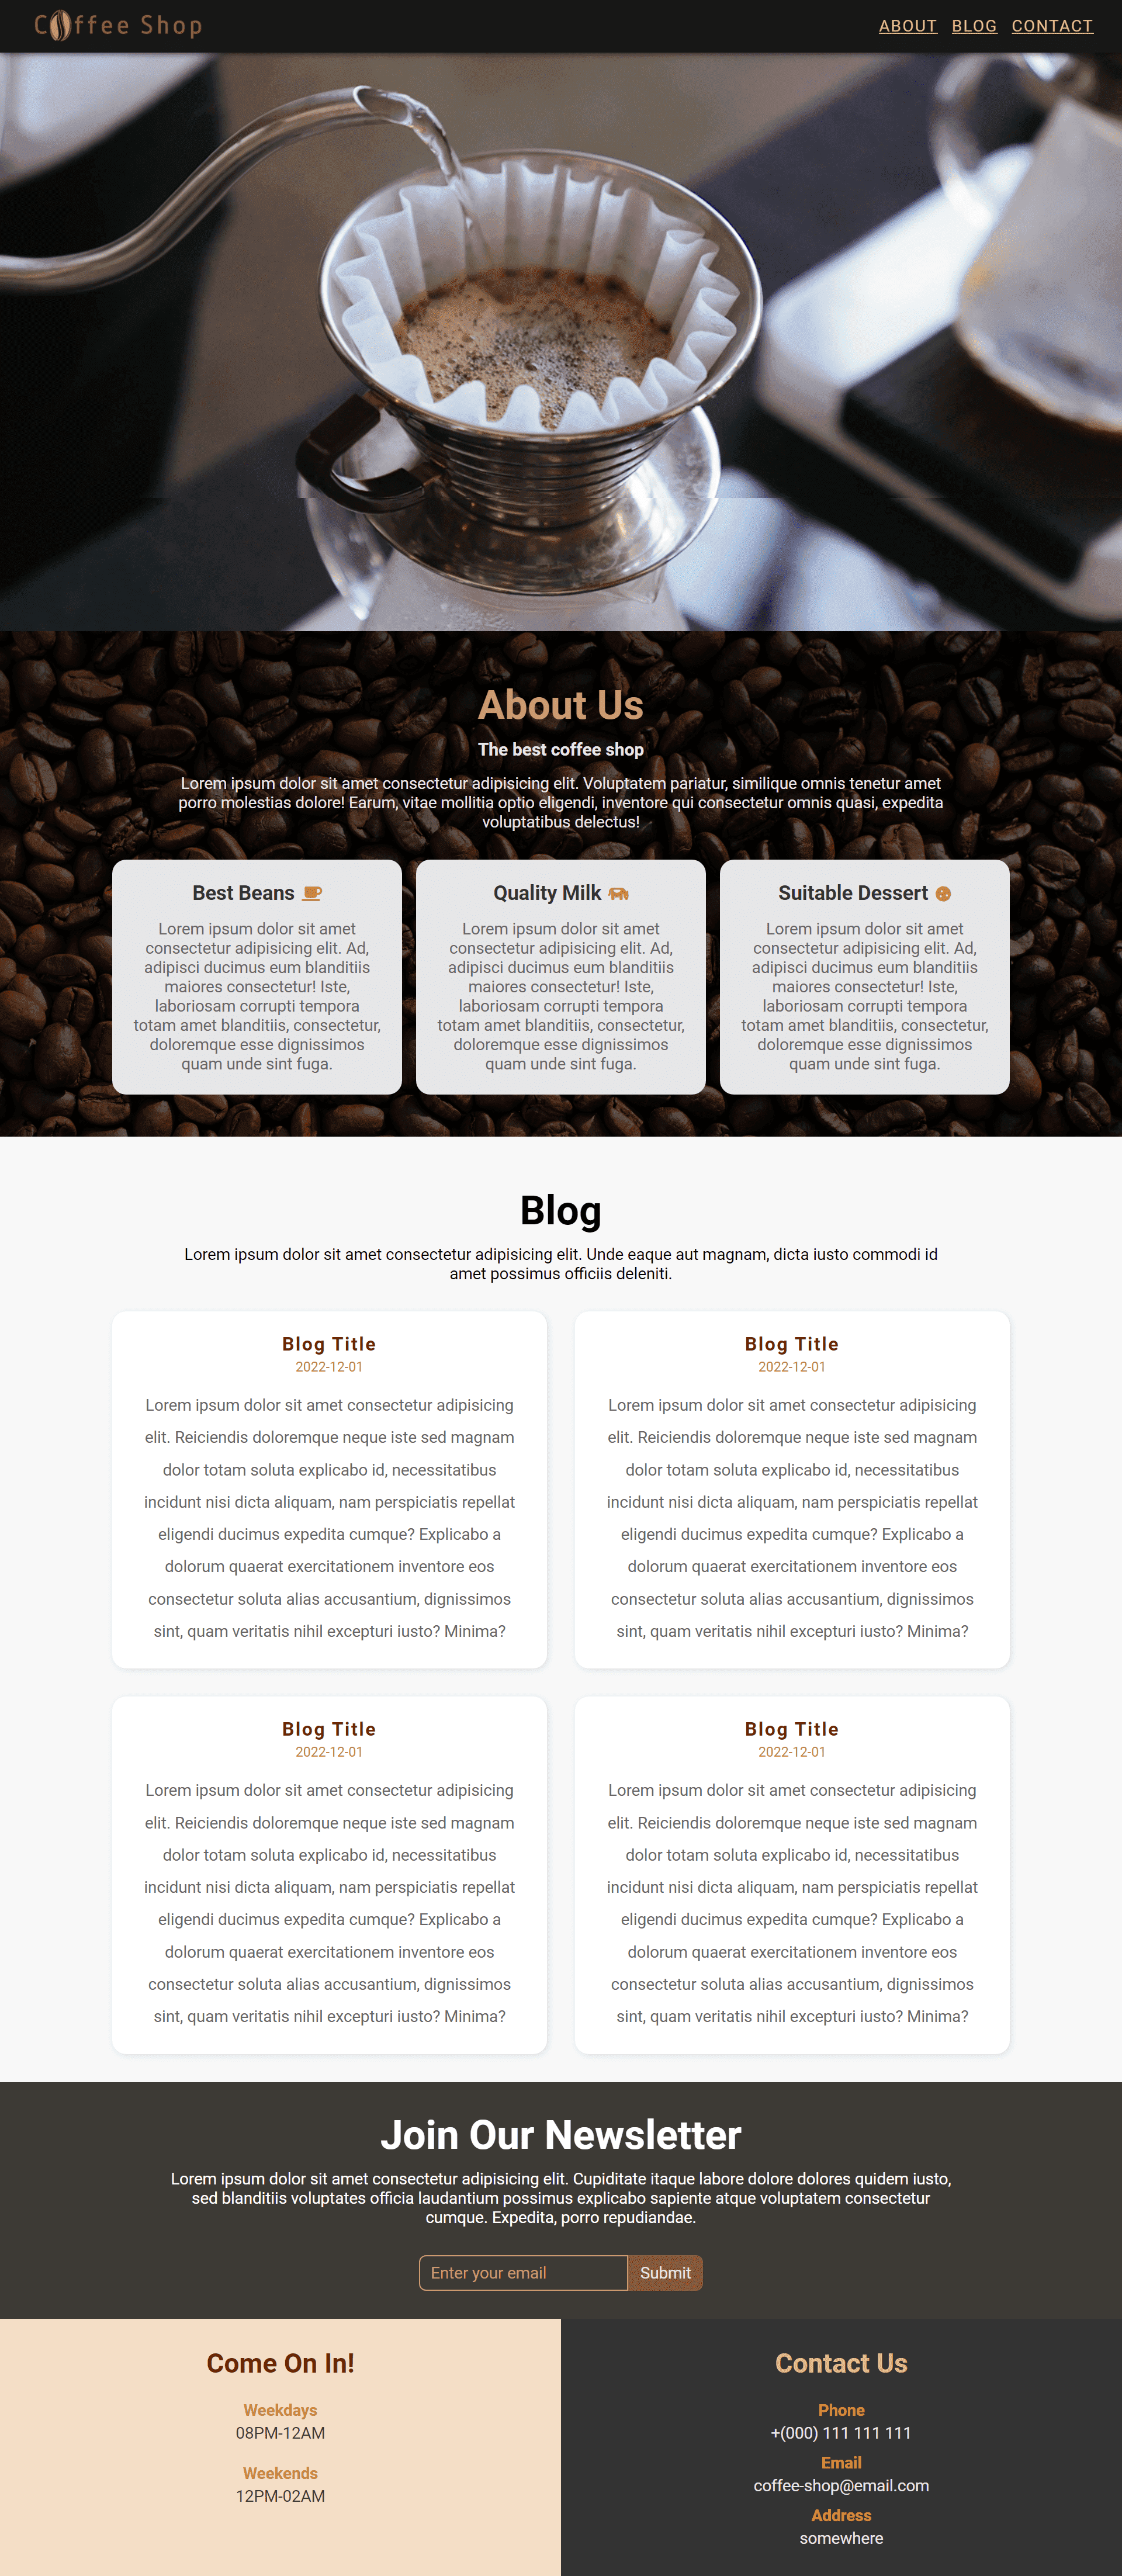 Coffee Shop
ABOUT BLOG CONTACT
About Us
The best coffee shop
Lorem ipsum dolor sit amet consectetur adipisicing elit. Voluptatem pariatur, similique omnis tenetur amet
porro molestias dolore! Earum, vitae mollitia optio eligendi, inventore qui consectetur omnis quasi, expedita
voluptatibus delectus!
Best Beans
Lorem ipsum dolor sit amet
consectetur adipisicing elit. Ad,
adipisci ducimus eum blanditiis
maiores consectetur! Iste,
laboriosam corrupti tempora
totam amet blanditiis, consectetur,
doloremque esse dignissimos
quam unde sint fuga.
Quality Milk
Lorem ipsum dolor sit amet
consectetur adipisicing elit. Ad,
adipisci ducimus eum blanditiis
maiores consectetur! Iste,
laboriosam corrupti tempora
totam amet blanditiis, consectetur,
doloremque esse dignissimos
quam unde sint fuga.
Suitable Dessert
Lorem ipsum dolor sit amet
consectetur adipisicing elit. Ad,
adipisci ducimus eum blanditiis
maiores consectetur! Iste,
laboriosam corrupti tempora
totam amet blanditiis, consectetur,
doloremque esse dignissimos
quam unde sint fuga.
Blog
Lorem ipsum dolor sit amet consectetur adipisicing elit. Unde eaque aut magnam, dicta iusto commodi id
amet possimus officiis deleniti.
Blog Title
2022-12-01
Lorem ipsum dolor sit amet consectetur adipisicing
elit. Reiciendis doloremque neque iste sed magnam
dolor totam soluta explicabo id, necessitatibus
incidunt nisi dicta aliquam, nam perspiciatis repellat
eligendi ducimus expedita cumque? Explicabo a
dolorum quaerat exercitationem inventore eos
consectetur soluta alias accusantium, dignissimos
sint, quam veritatis nihil excepturi iusto? Minima?
Blog Title
2022-12-01
Lorem ipsum dolor sit amet consectetur adipisicing
elit. Reiciendis doloremque neque iste sed magnam
dolor totam soluta explicabo id, necessitatibus
incidunt nisi dicta aliquam, nam perspiciatis repellat
eligendi ducimus expedita cumque? Explicabo a
dolorum quaerat exercitationem inventore eos
consectetur soluta alias accusantium, dignissimos
sint, quam veritatis nihil excepturi iusto? Minima?
Blog Title
2022-12-01
Lorem ipsum dolor sit amet consectetur adipisicing
elit. Reiciendis doloremque neque iste sed magnam
dolor totam soluta explicabo id, necessitatibus
incidunt nisi dicta aliquam, nam perspiciatis repellat
eligendi ducimus expedita cumque? Explicabo a
dolorum quaerat exercitationem inventore eos
consectetur soluta alias accusantium, dignissimos
sint, quam veritatis nihil excepturi iusto? Minima?
Blog Title
2022-12-01
Lorem ipsum dolor sit amet consectetur adipisicing
elit. Reiciendis doloremque neque iste sed magnam
dolor totam soluta explicabo id, necessitatibus
incidunt nisi dicta aliquam, nam perspiciatis repellat
eligendi ducimus expedita cumque? Explicabo a
dolorum quaerat exercitationem inventore eos
consectetur soluta alias accusantium, dignissimos
sint, quam veritatis nihil excepturi iusto? Minima?
Join Our Newsletter
Lorem ipsum dolor sit amet consectetur adipisicing elit. Cupiditate itaque labore dolore dolores quidem iusto,
sed blanditiis voluptates officia laudantium possimus explicabo sapiente atque voluptatem consectetur
cumque. Expedita, porro repudiandae.
Enter your email
Submit
Come On In!
Weekdays
08PM-12AM
Weekends
12PM-02AM
Contact Us
Phone
+(000) 111 111 111
Email
coffee-shop@email.com
Address
somewhere